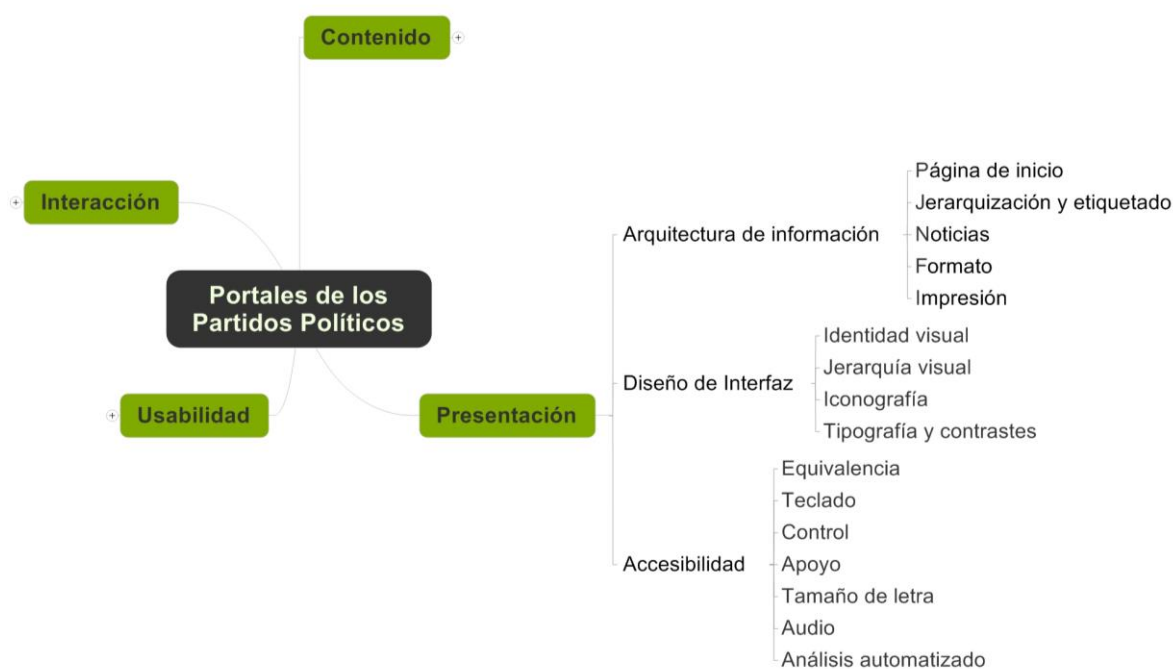 Contenido
Interacción
Portales de los
Partidos Políticos
Usabilidad
Presentación
Arquitectura de información
Página de inicio
Jerarquización y etiquetado
Noticias
Formato
Impresión
Diseño de Interfaz
Identidad visual
Jerarquía visual
Iconografía
Tipografía y contrastes
Accesibilidad
Equivalencia
Teclado
Control
Apoyo
Tamaño de letra
Audio
Análisis automatizado